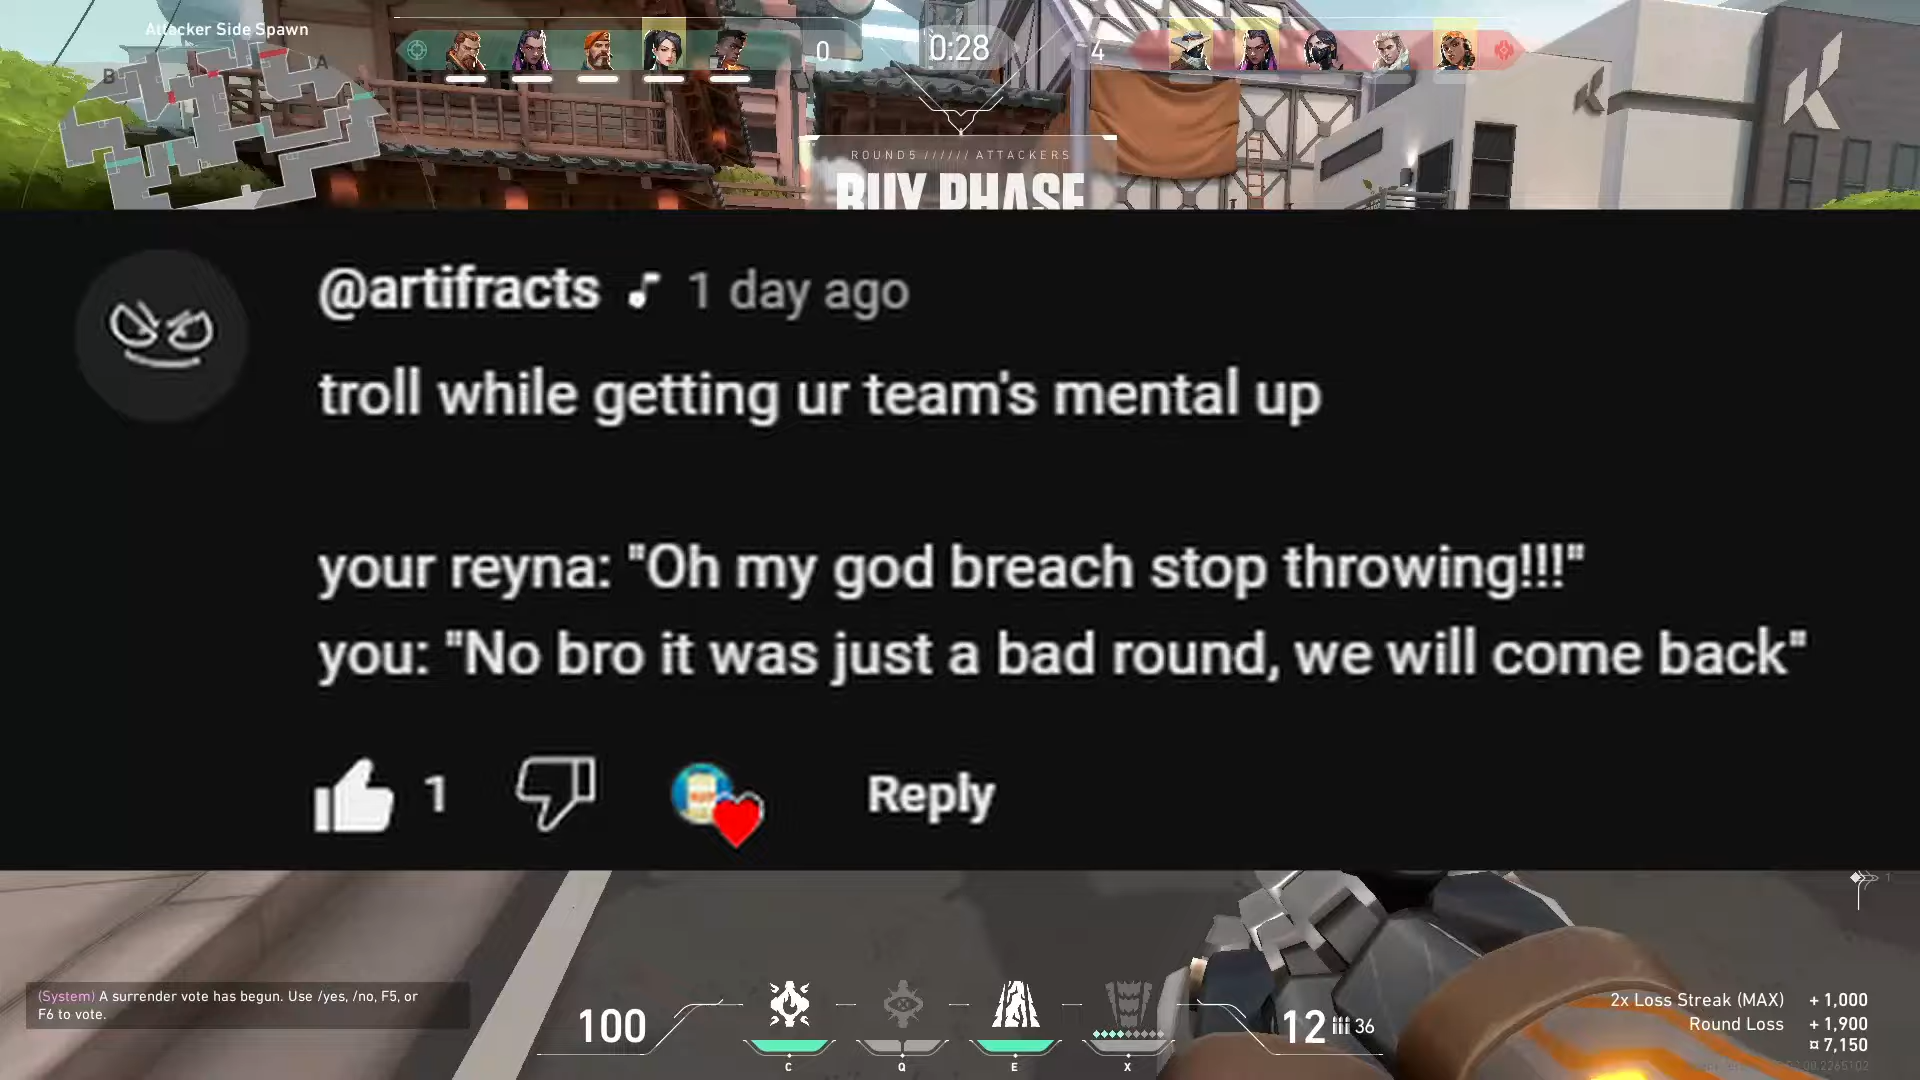 Attacker Side Spawn
B
A
0
0:28
4
ROUND 5 ////// ATTACKERS
BUY PHASE
@artifracts 1 day ago
troll while getting ur team's mental up
your reyna: "Oh my god breach stop throwing!!!"
you: "No bro it was just a bad round, we will come back"
1
Reply
1
(System) A surrender vote has begun. Use /yes, /no, F5, or
F6 to vote.
100
12
36
C
Q
E
X
2x Loss Streak (MAX) + 1,000
Round Loss + 1,900
¤ 7,150